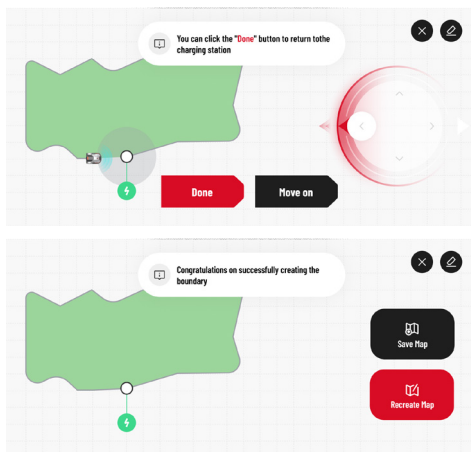 You can click the "Done" button to return tothe
charging station
Done
Move on
Congratulations on successfully creating the
boundary
Save Map
Recreate Map